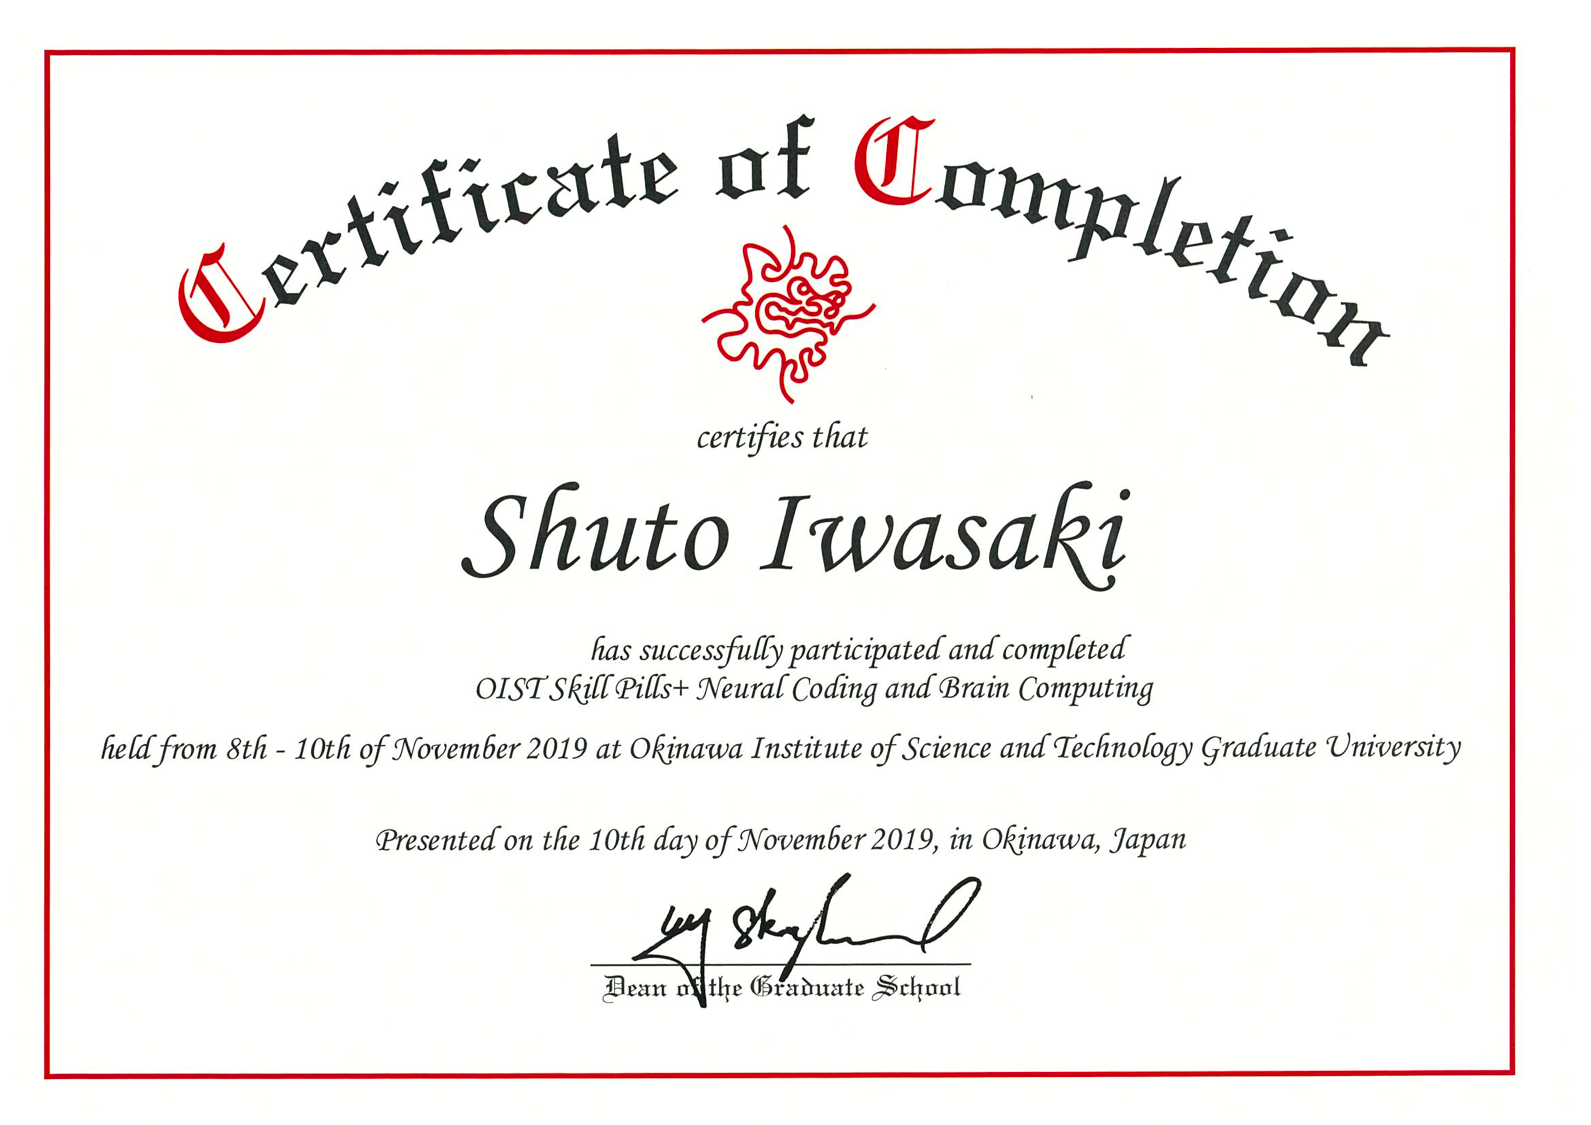 Certificate of Completion
certifies that
Shuto Iwasaki
has successfully participated and completed
OIST Skill Pills+ Neural Coding and Brain Computing
held from 8th - 10th of November 2019 at Okinawa Institute of Science and Technology Graduate University
Presented on the 10th day of November 2019, in Okinawa, Japan
Dean of the Graduate School